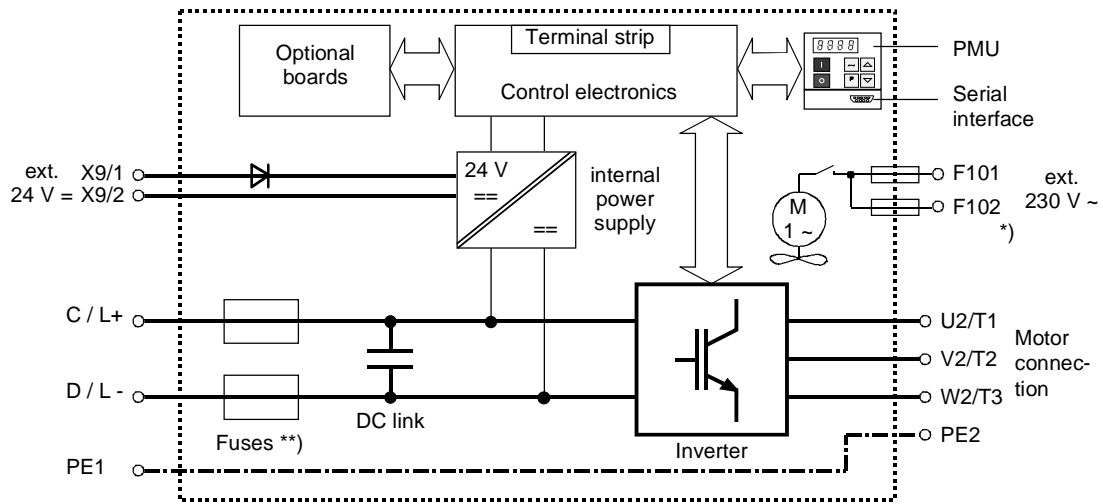 Optional
boards
Terminal strip
Control electronics
8888
I
O
P
PMU
Serial
interface
ext. X9/1
24 V = X9/2
24 V
==
==
internal
power
supply
M
1 ~
F101
F102
*)
ext.
230 V ~
C / L+
D / L -
Fuses **)
DC link
Inverter
U2/T1
V2/T2
W2/T3
Motor
connec-
tion
PE1
PE2